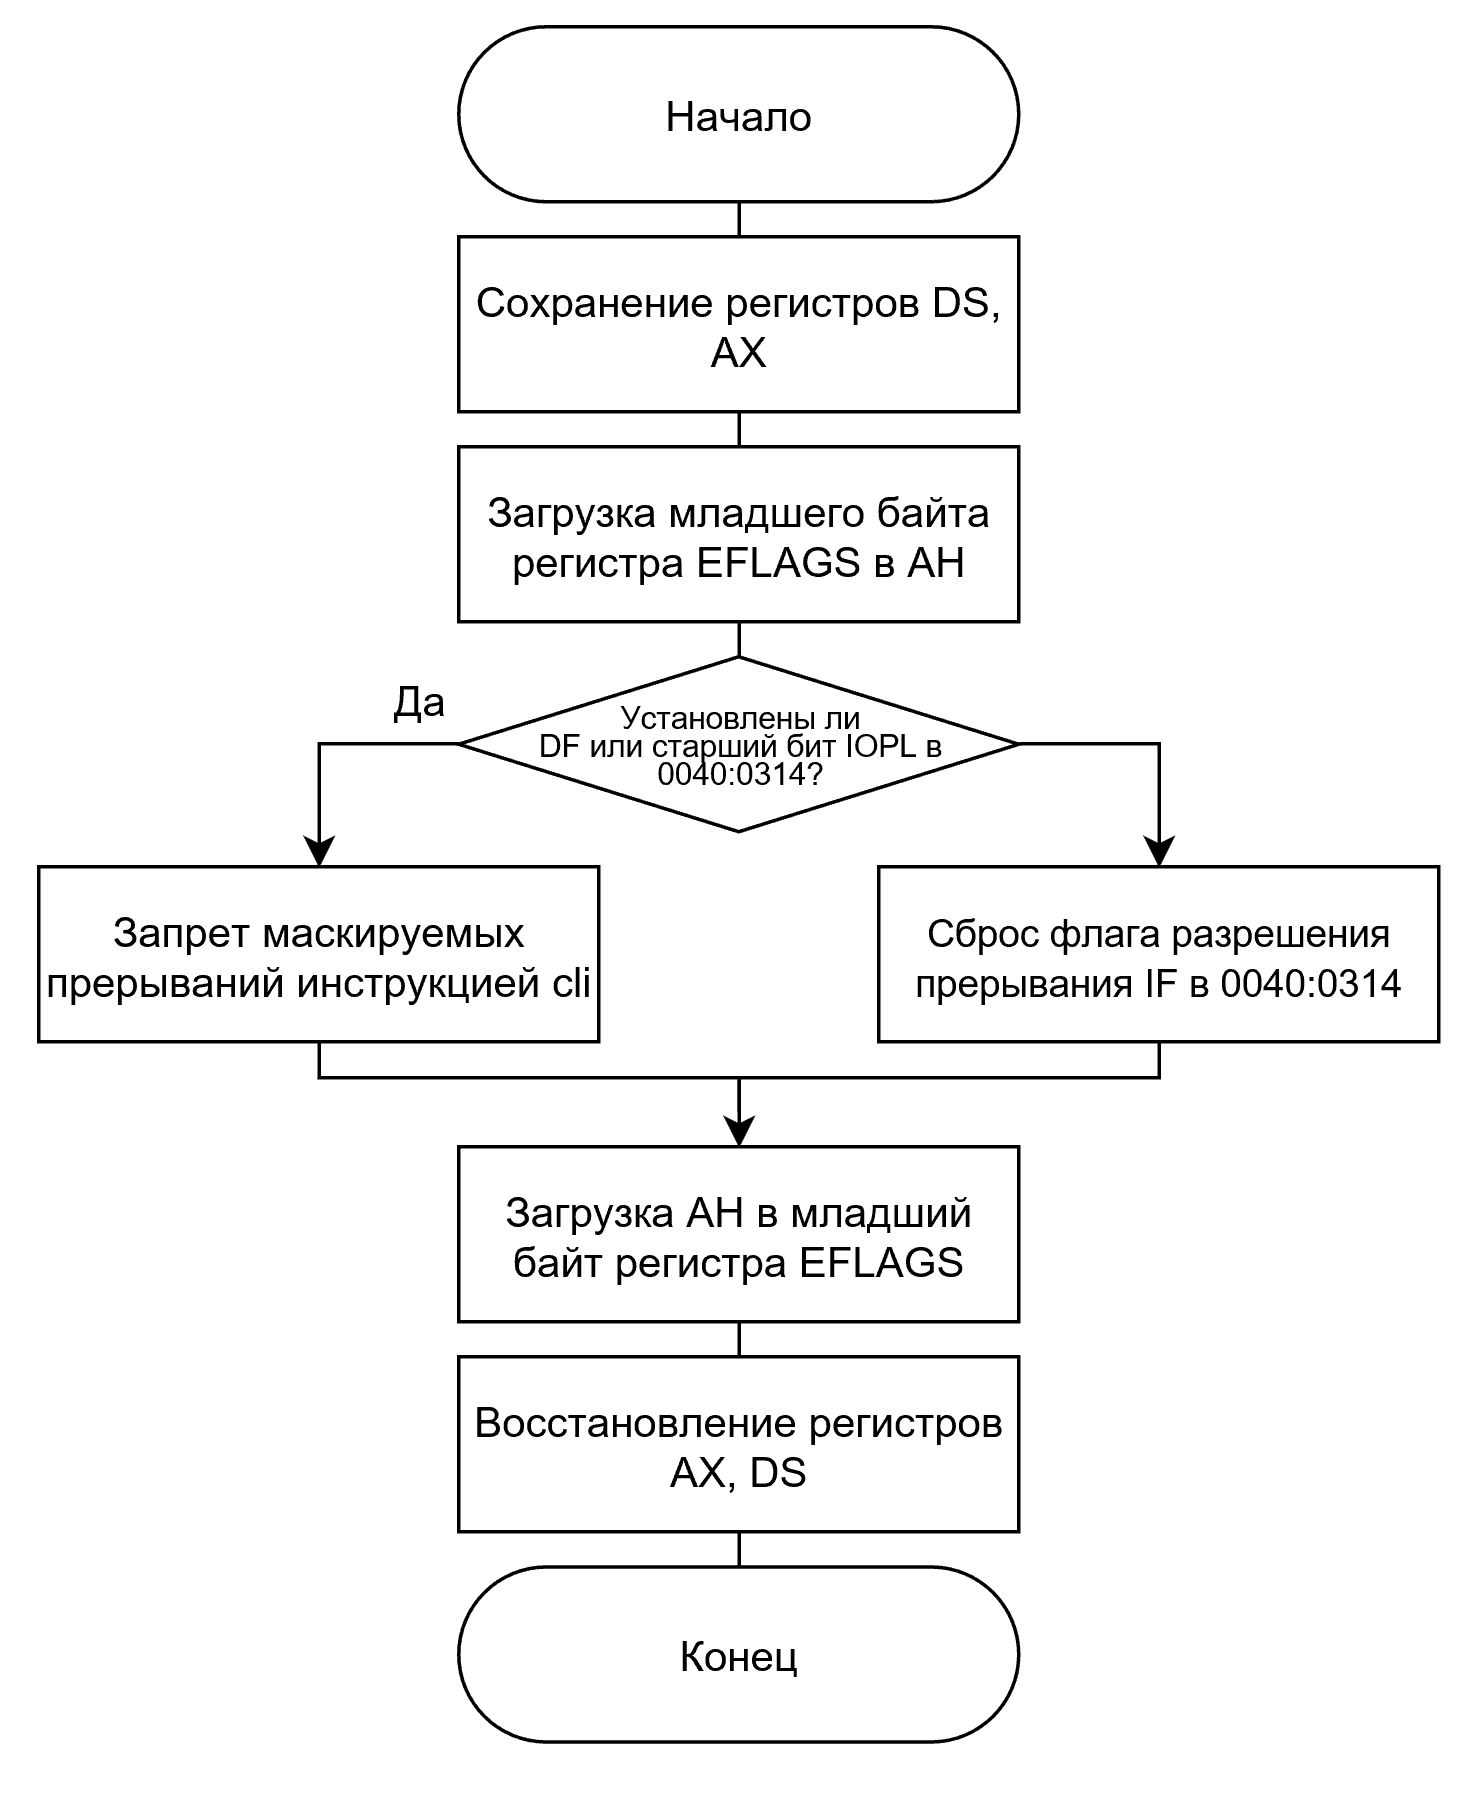 Начало
Сохранение регистров DS,
AX
Загрузка младшего байта
регистра EFLAGS в AH
Да
Установлены ли
DF или старший бит IOPL в
0040:0314?
Запрет маскируемых
прерываний инструкцией cli
Сброс флага разрешения
прерывания IF в 0040:0314
Загрузка AH в младший
байт регистра EFLAGS
Восстановление регистров
AX, DS
Конец